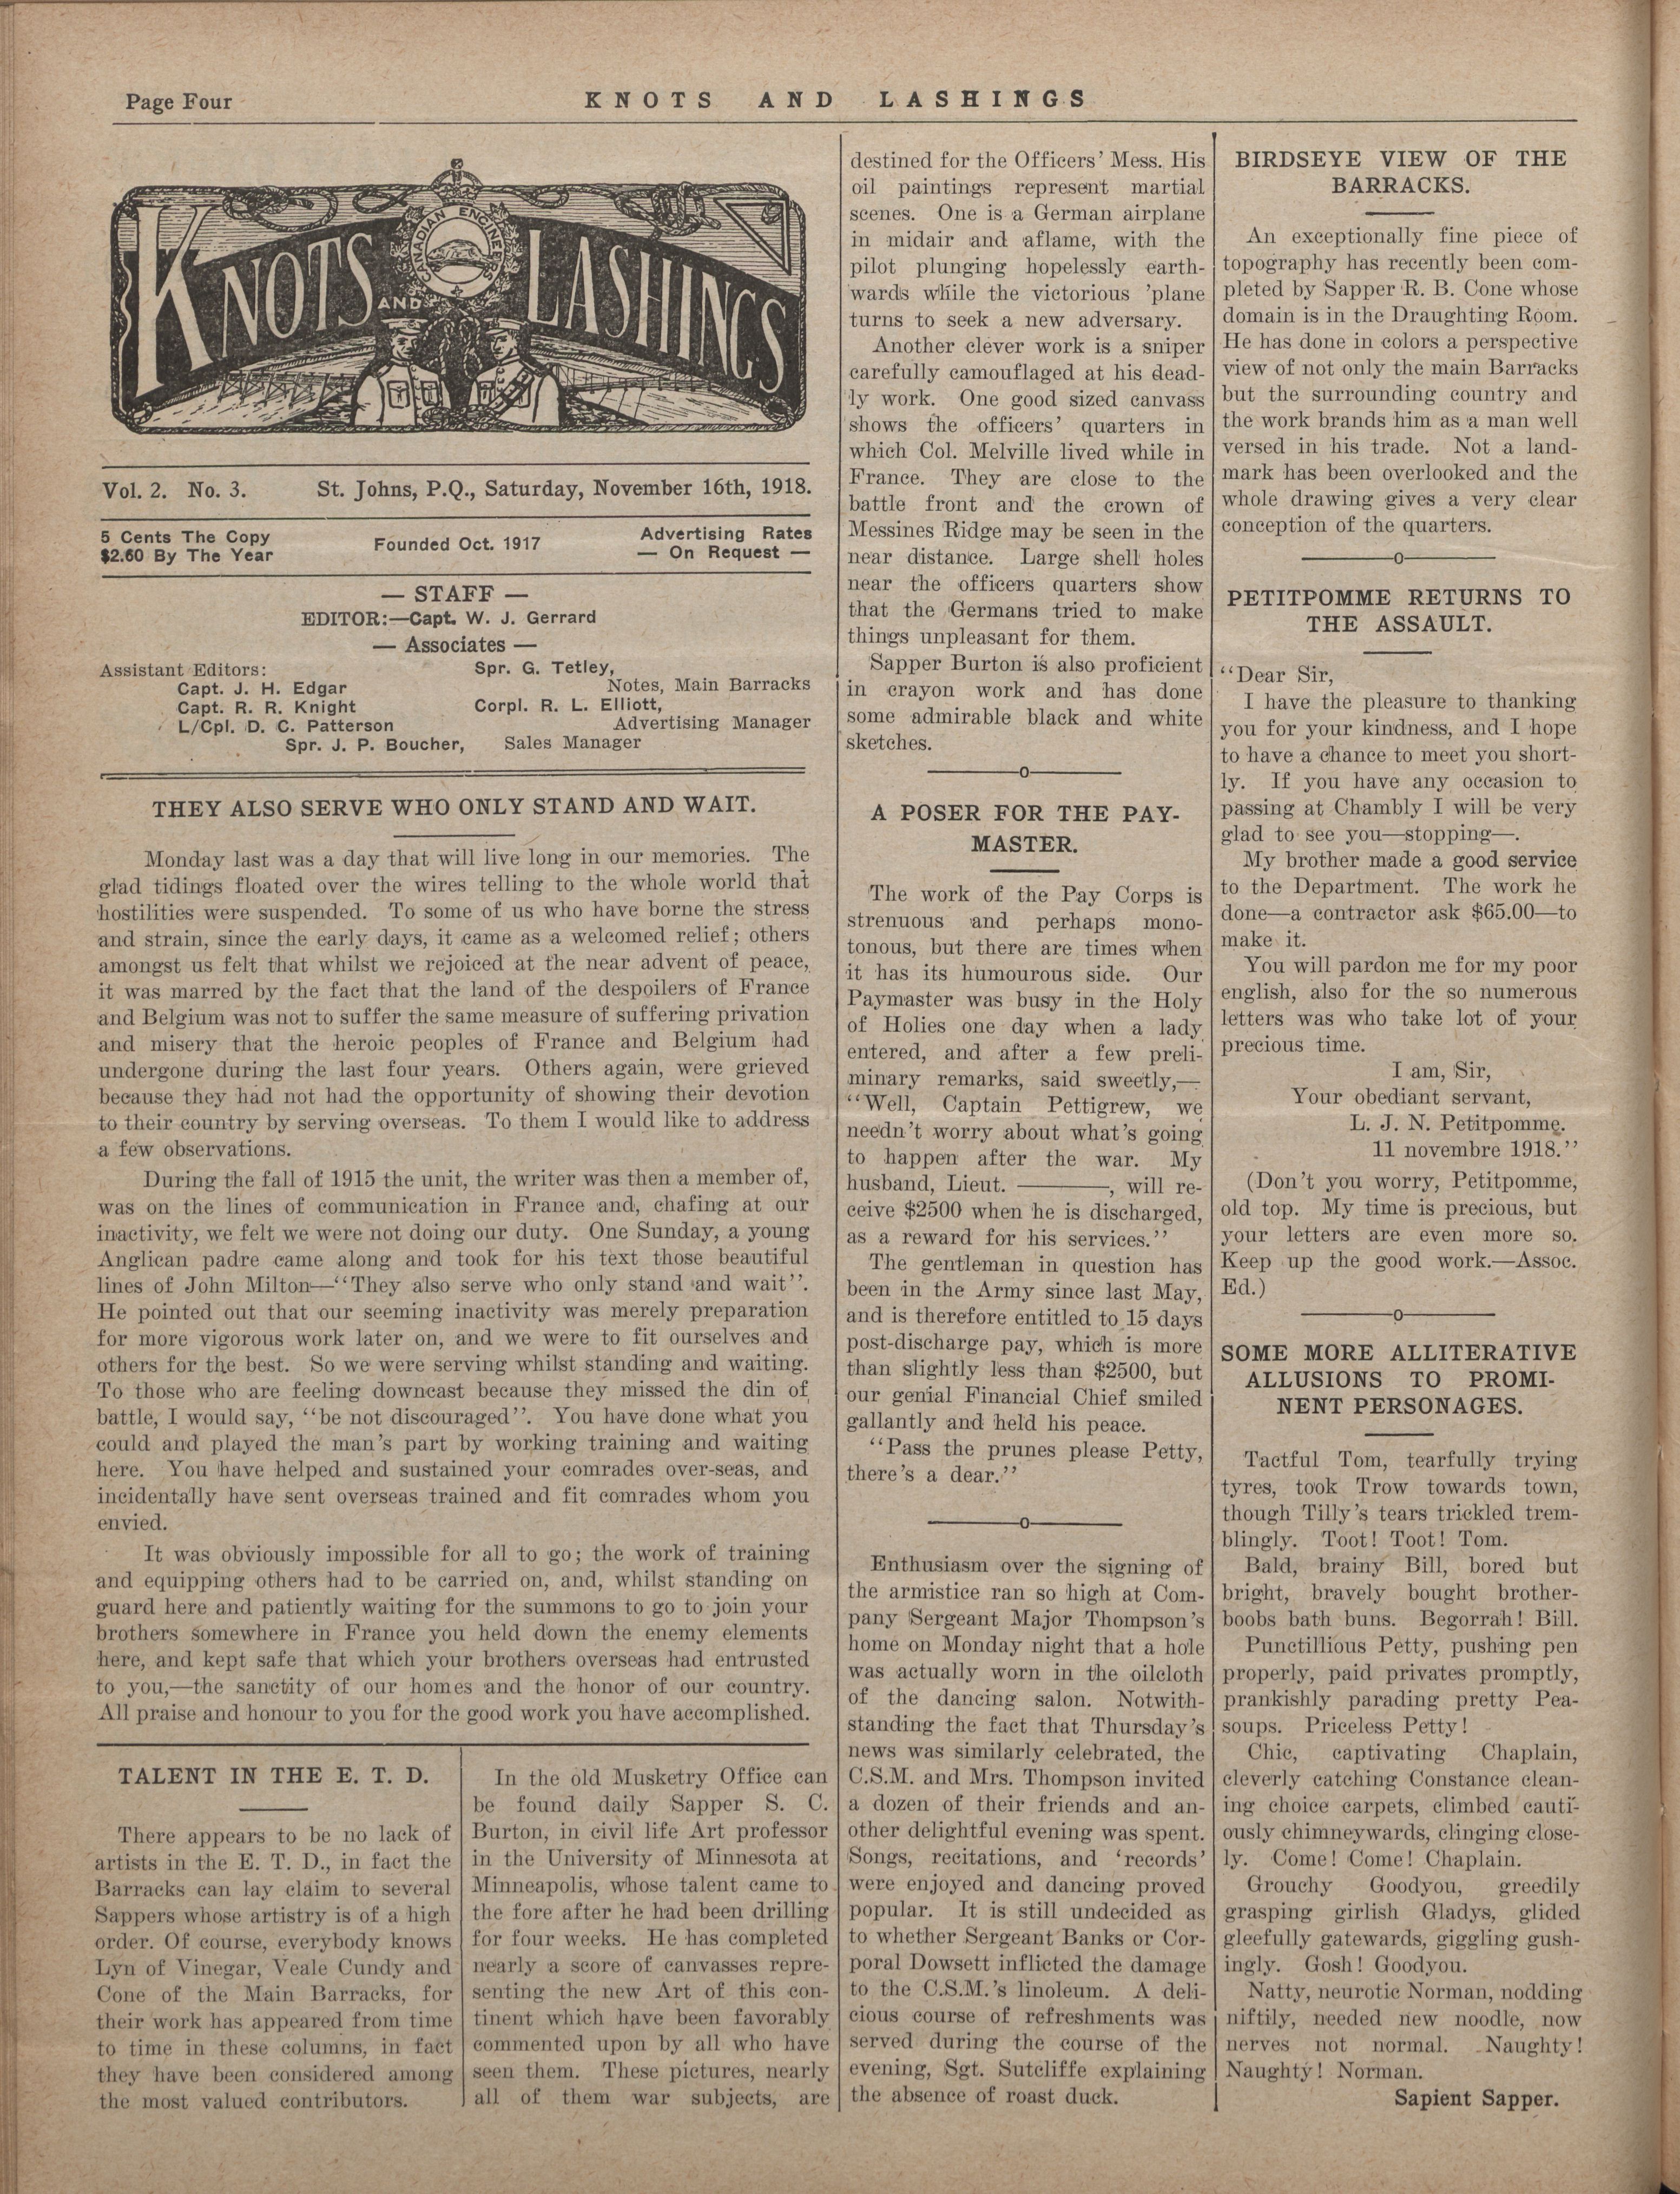 Page Four
KNOTS AND LASHINGS
KNOTS AND LASHINGS
CANADIAN ENGINEERS
Vol. 2. No. 3. St. Johns, P.Q., Saturday, November 16th, 1918.
5 Cents The Copy
$2.60 By The Year
Founded Oct. 1917
Advertising Rates
— On Request —
— STAFF —
EDITOR:—Capt. W. J. Gerrard
— Associates —
Assistant Editors:
Capt. J. H. Edgar
Capt. R. R. Knight
L/Cpl. D. C. Patterson
Spr. G. Tetley,
Notes, Main Barracks
Corpl. R. L. Elliott,
Advertising Manager
Spr. J. P. Boucher, Sales Manager
THEY ALSO SERVE WHO ONLY STAND AND WAIT.
Monday last was a day that will live long in our memories. The
glad tidings floated over the wires telling to the whole world that
hostilities were suspended. To some of us who have borne the stress
and strain, since the early days, it came as a welcomed relief; others
amongst us felt that whilst we rejoiced at the near advent of peace,
it was marred by the fact that the land of the despoilers of France
and Belgium was not to suffer the same measure of suffering privation
and misery that the heroic peoples of France and Belgium had
undergone during the last four years. Others again, were grieved
because they had not had the opportunity of showing their devotion
to their country by serving overseas. To them I would like to address
a few observations.
During the fall of 1915 the unit, the writer was then a member of,
was on the lines of communication in France and, chafing at our
inactivity, we felt we were not doing our duty. One Sunday, a young
Anglican padre came along and took for his text those beautiful
lines of John Milton—"They also serve who only stand and wait".
He pointed out that our seeming inactivity was merely preparation
for more vigorous work later on, and we were to fit ourselves and
others for the best. So we were serving whilst standing and waiting.
To those who are feeling downcast because they missed the din of
battle, I would say, "be not discouraged". You have done what you
could and played the man's part by working training and waiting
here. You have helped and sustained your comrades over-seas, and
incidentally have sent overseas trained and fit comrades whom you
envied.
It was obviously impossible for all to go; the work of training
and equipping others had to be carried on, and, whilst standing on
guard here and patiently waiting for the summons to go to join your
brothers somewhere in France you held down the enemy elements
here, and kept safe that which your brothers overseas had entrusted
to you,—the sanctity of our homes and the honor of our country.
All praise and honour to you for the good work you have accomplished.
TALENT IN THE E. T. D.
There appears to be no lack of
artists in the E. T. D., in fact the
Barracks can lay claim to several
Sappers whose artistry is of a high
order. Of course, everybody knows
Lyn of Vinegar, Veale Cundy and
Cone of the Main Barracks, for
their work has appeared from time
to time in these columns, in fact
they have been considered among
the most valued contributors.
In the old Musketry Office can
be found daily Sapper S. C.
Burton, in civil life Art professor
in the University of Minnesota at
Minneapolis, whose talent came to
the fore after he had been drilling
for four weeks. He has completed
nearly a score of canvasses repre-
senting the new Art of this con-
tinent which have been favorably
commented upon by all who have
seen them. These pictures, nearly
all of them war subjects, are
destined for the Officers' Mess. His
oil paintings represent martial
scenes. One is a German airplane
in midair and aflame, with the
pilot plunging hopelessly earth-
wards while the victorious 'plane
turns to seek a new adversary.
Another clever work is a sniper
carefully camouflaged at his dead-
ly work. One good sized canvass
shows the officers' quarters in
which Col. Melville lived while in
France. They are close to the
battle front and the crown of
Messines Ridge may be seen in the
near distance. Large shell holes
near the officers quarters show
that the Germans tried to make
things unpleasant for them.
Sapper Burton is also proficient
in crayon work and has done
some admirable black and white
sketches.
A POSER FOR THE PAY-
MASTER.
The work of the Pay Corps is
strenuous and perhaps mono-
tonous, but there are times when
it has its humourous side. Our
Paymaster was busy in the Holy
of Holies one day when a lady
entered, and after a few preli-
minary remarks, said sweetly,—
"Well, Captain Pettigrew, we
needn't worry about what's going
to happen after the war. My
husband, Lieut. ————, will re-
ceive $2500 when he is discharged,
as a reward for his services."
The gentleman in question has
been in the Army since last May,
and is therefore entitled to 15 days
post-discharge pay, which is more
than slightly less than $2500, but
our genial Financial Chief smiled
gallantly and held his peace.
"Pass the prunes please Petty,
there's a dear."
Enthusiasm over the signing of
the armistice ran so high at Com-
pany Sergeant Major Thompson's
home on Monday night that a hole
was actually worn in the oilcloth
of the dancing salon. Notwith-
standing the fact that Thursday's
news was similarly celebrated, the
C.S.M. and Mrs. Thompson invited
a dozen of their friends and an-
other delightful evening was spent.
Songs, recitations, and 'records'
were enjoyed and dancing proved
popular. It is still undecided as
to whether Sergeant Banks or Cor-
poral Dowsett inflicted the damage
to the C.S.M.'s linoleum. A deli-
cious course of refreshments was
served during the course of the
evening, Sgt. Sutcliffe explaining
the absence of roast duck.
BIRDSEYE VIEW OF THE
BARRACKS.
An exceptionally fine piece of
topography has recently been com-
pleted by Sapper R. B. Cone whose
domain is in the Draughting Room.
He has done in colors a perspective
view of not only the main Barracks
but the surrounding country and
the work brands him as a man well
versed in his trade. Not a land-
mark has been overlooked and the
whole drawing gives a very clear
conception of the quarters.
PETITPOMME RETURNS TO
THE ASSAULT.
"Dear Sir,
I have the pleasure to thanking
you for your kindness, and I hope
to have a chance to meet you short-
ly. If you have any occasion to
passing at Chambly I will be very
glad to see you—stopping—.
My brother made a good service
to the Department. The work he
done—a contractor ask $65.00—to
make it.
You will pardon me for my poor
english, also for the so numerous
letters was who take lot of your
precious time.
I am, Sir,
Your obediant servant,
L. J. N. Petitpomme.
11 novembre 1918."
(Don't you worry, Petitpomme,
old top. My time is precious, but
your letters are even more so.
Keep up the good work.—Assoc.
Ed.)
SOME MORE ALLITERATIVE
ALLUSIONS TO PROMI-
NENT PERSONAGES.
Tactful Tom, tearfully trying
tyres, took Trow towards town,
though Tilly's tears trickled trem-
blingly. Toot! Toot! Tom.
Bald, brainy Bill, bored but
bright, bravely bought brother-
boobs bath buns. Begorrah! Bill.
Punctillious Petty, pushing pen
properly, paid privates promptly,
prankishly parading pretty Pea-
soups. Priceless Petty!
Chic, captivating Chaplain,
cleverly catching Constance clean-
ing choice carpets, climbed cauti-
ously chimneywards, clinging close-
ly. Come! Come! Chaplain.
Grouchy Goodyou, greedily
grasping girlish Gladys, glided
gleefully gatewards, giggling gush-
ingly. Gosh! Goodyou.
Natty, neurotic Norman, nodding
niftily, needed new noodle, now
nerves not normal. Naughty!
Naughty! Norman.
Sapient Sapper.